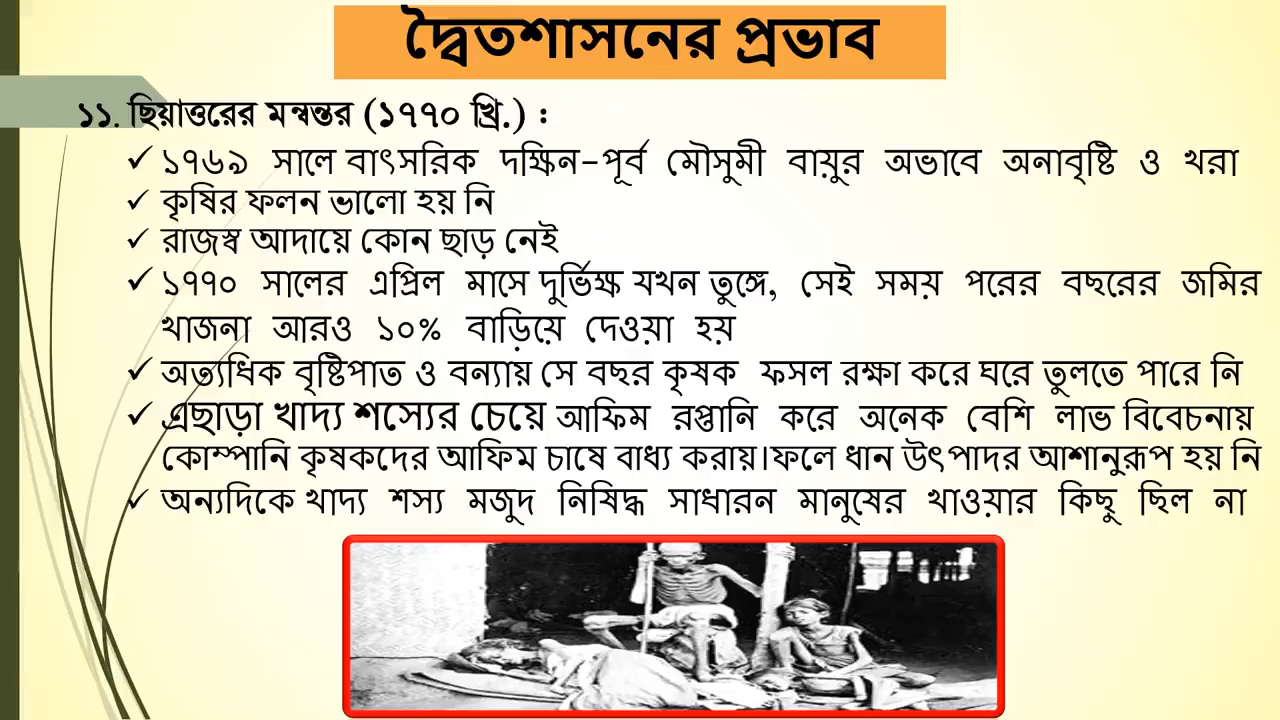 দ্বৈতশাসনের প্রভাব
১১. ছিয়াত্তরের মন্বন্তর (১৭৭০ খ্রি.) :
✓ ১৭৬৯ সালে বাৎসরিক দক্ষিন-পূর্ব মৌসুমী বায়ুর অভাবে অনাবৃষ্টি ও খরা
✓ কৃষির ফলন ভালো হয় নি
✓ রাজস্ব আদায়ে কোন ছাড় নেই
✓ ১৭৭০ সালের এপ্রিল মাসে দুর্ভিক্ষ যখন তুঙ্গে, সেই সময় পরের বছরের জমির
খাজনা আরও ১০% বাড়িয়ে দেওয়া হয়
✓ অত্যধিক বৃষ্টিপাত ও বন্যায় সে বছর কৃষক ফসল রক্ষা করে ঘরে তুলতে পারে নি
✓ এছাড়া খাদ্য শস্যের চেয়ে আফিম রপ্তানি করে অনেক বেশি লাভ বিবেচনায়
কোম্পানি কৃষকদের আফিম চাষে বাধ্য করায়।ফলে ধান উৎপাদর আশানুরূপ হয় নি
✓ অন্যদিকে খাদ্য শস্য মজুদ নিষিদ্ধ সাধারন মানুষের খাওয়ার কিছু ছিল না